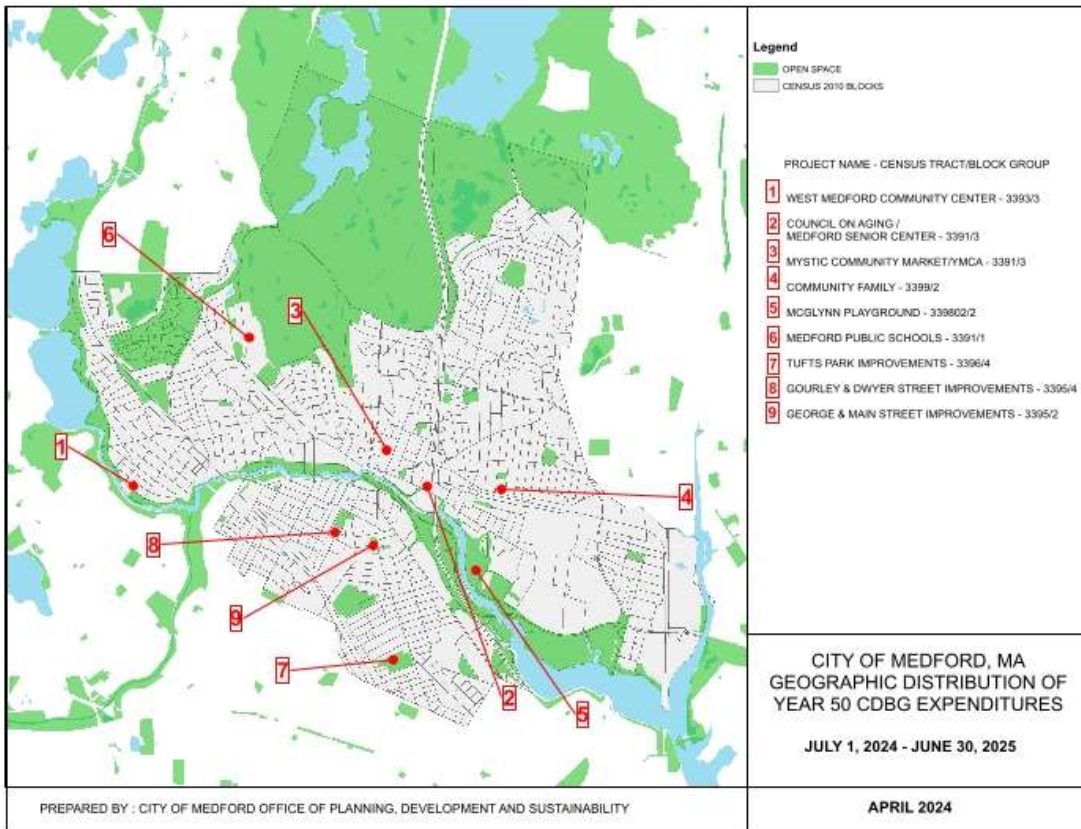 Legend
OPEN SPACE
CENSUS 2010 BLOCKS
PROJECT NAME - CENSUS TRACT/BLOCK GROUP
1 WEST MEDFORD COMMUNITY CENTER - 3393/3
2 COUNCIL ON AGING /
MEDFORD SENIOR CENTER - 3391/3
3 MYSTIC COMMUNITY MARKET/YMCA - 3391/3
4 COMMUNITY FAMILY - 3399/2
5 MCGLYNN PLAYGROUND - 339802/2
6 MEDFORD PUBLIC SCHOOLS - 3391/1
7 TUFTS PARK IMPROVEMENTS - 3396/4
8 GOURLEY & DWYER STREET IMPROVEMENTS - 3395/4
9 GEORGE & MAIN STREET IMPROVEMENTS - 3395/2
6
3
1
4
8
9
7
2
5
CITY OF MEDFORD, MA
GEOGRAPHIC DISTRIBUTION OF
YEAR 50 CDBG EXPENDITURES
JULY 1, 2024 - JUNE 30, 2025
PREPARED BY : CITY OF MEDFORD OFFICE OF PLANNING, DEVELOPMENT AND SUSTAINABILITY
APRIL 2024